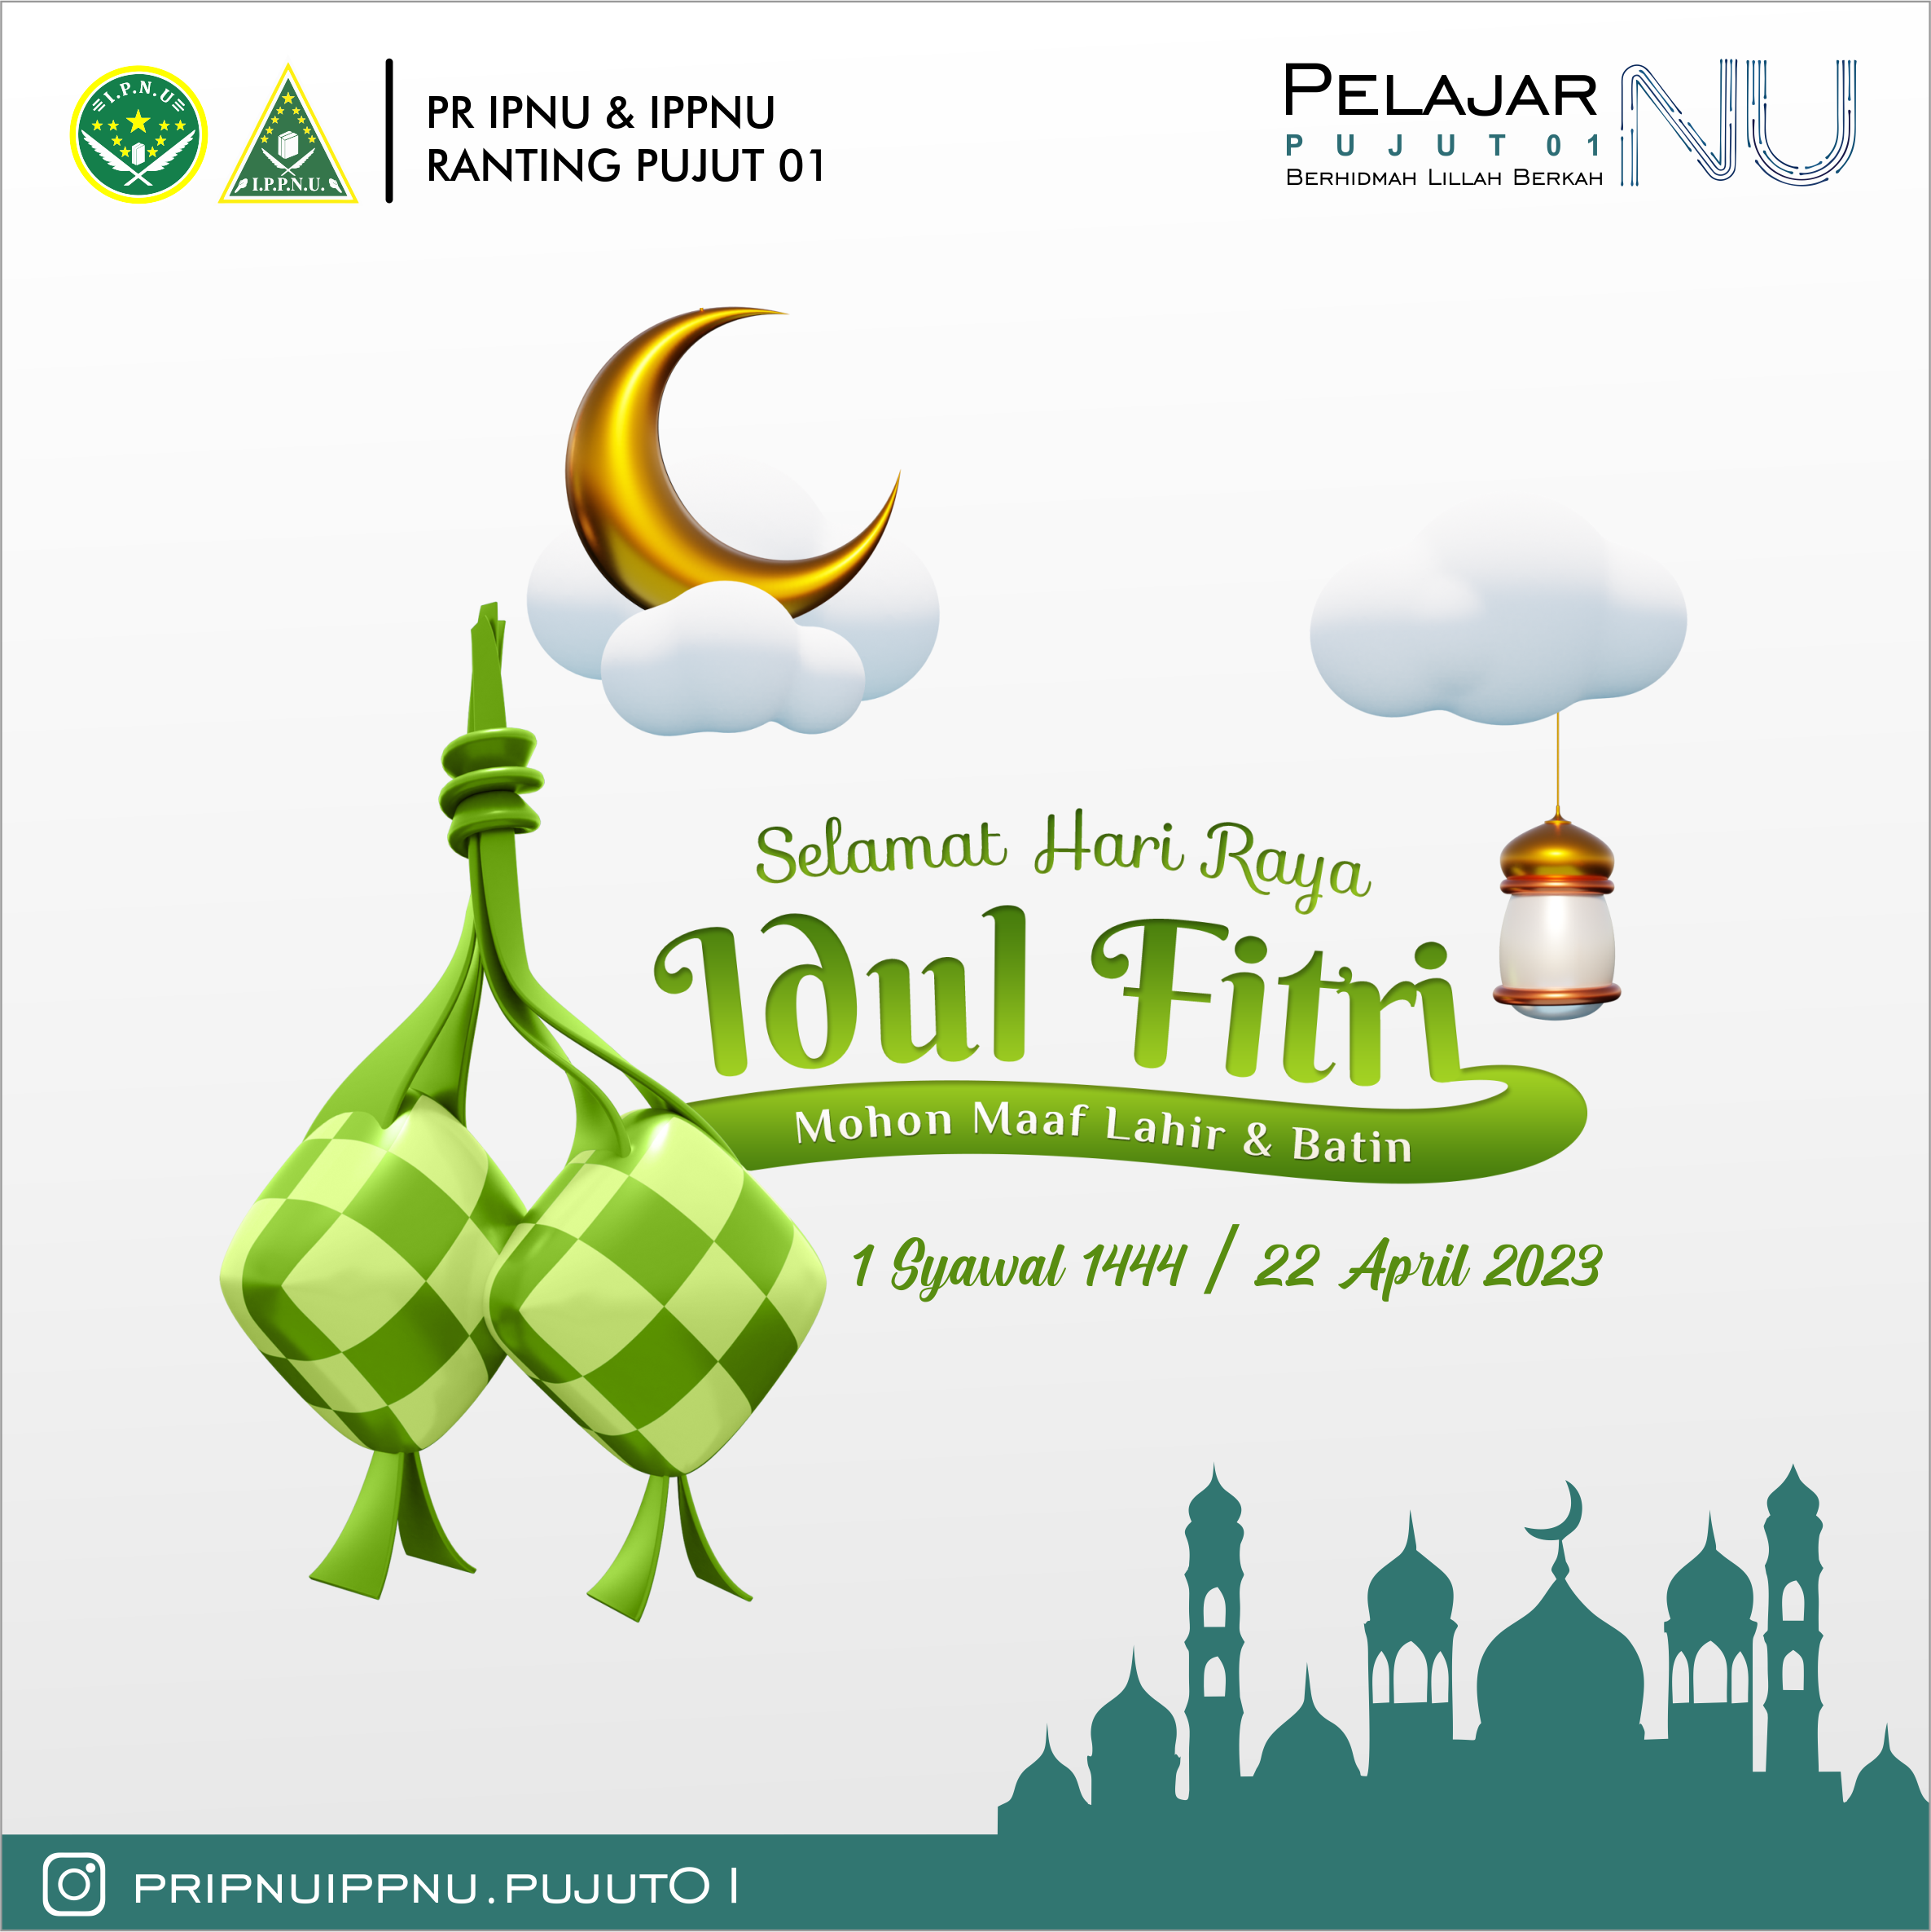 I.P.N.U
I.P.P.N.U.
PR IPNU & IPPNU
RANTING PUJUT 01
PELAJAR
PUJUT 01
BERHIDMAH LILLAH BERKAH
NU
Selamat Hari Raya
Idul Fitri
Mohon Maaf Lahir & Batin
1 Syawal 1444 / 22 April 2023
PRIPNUIPPNU.PUJUT01